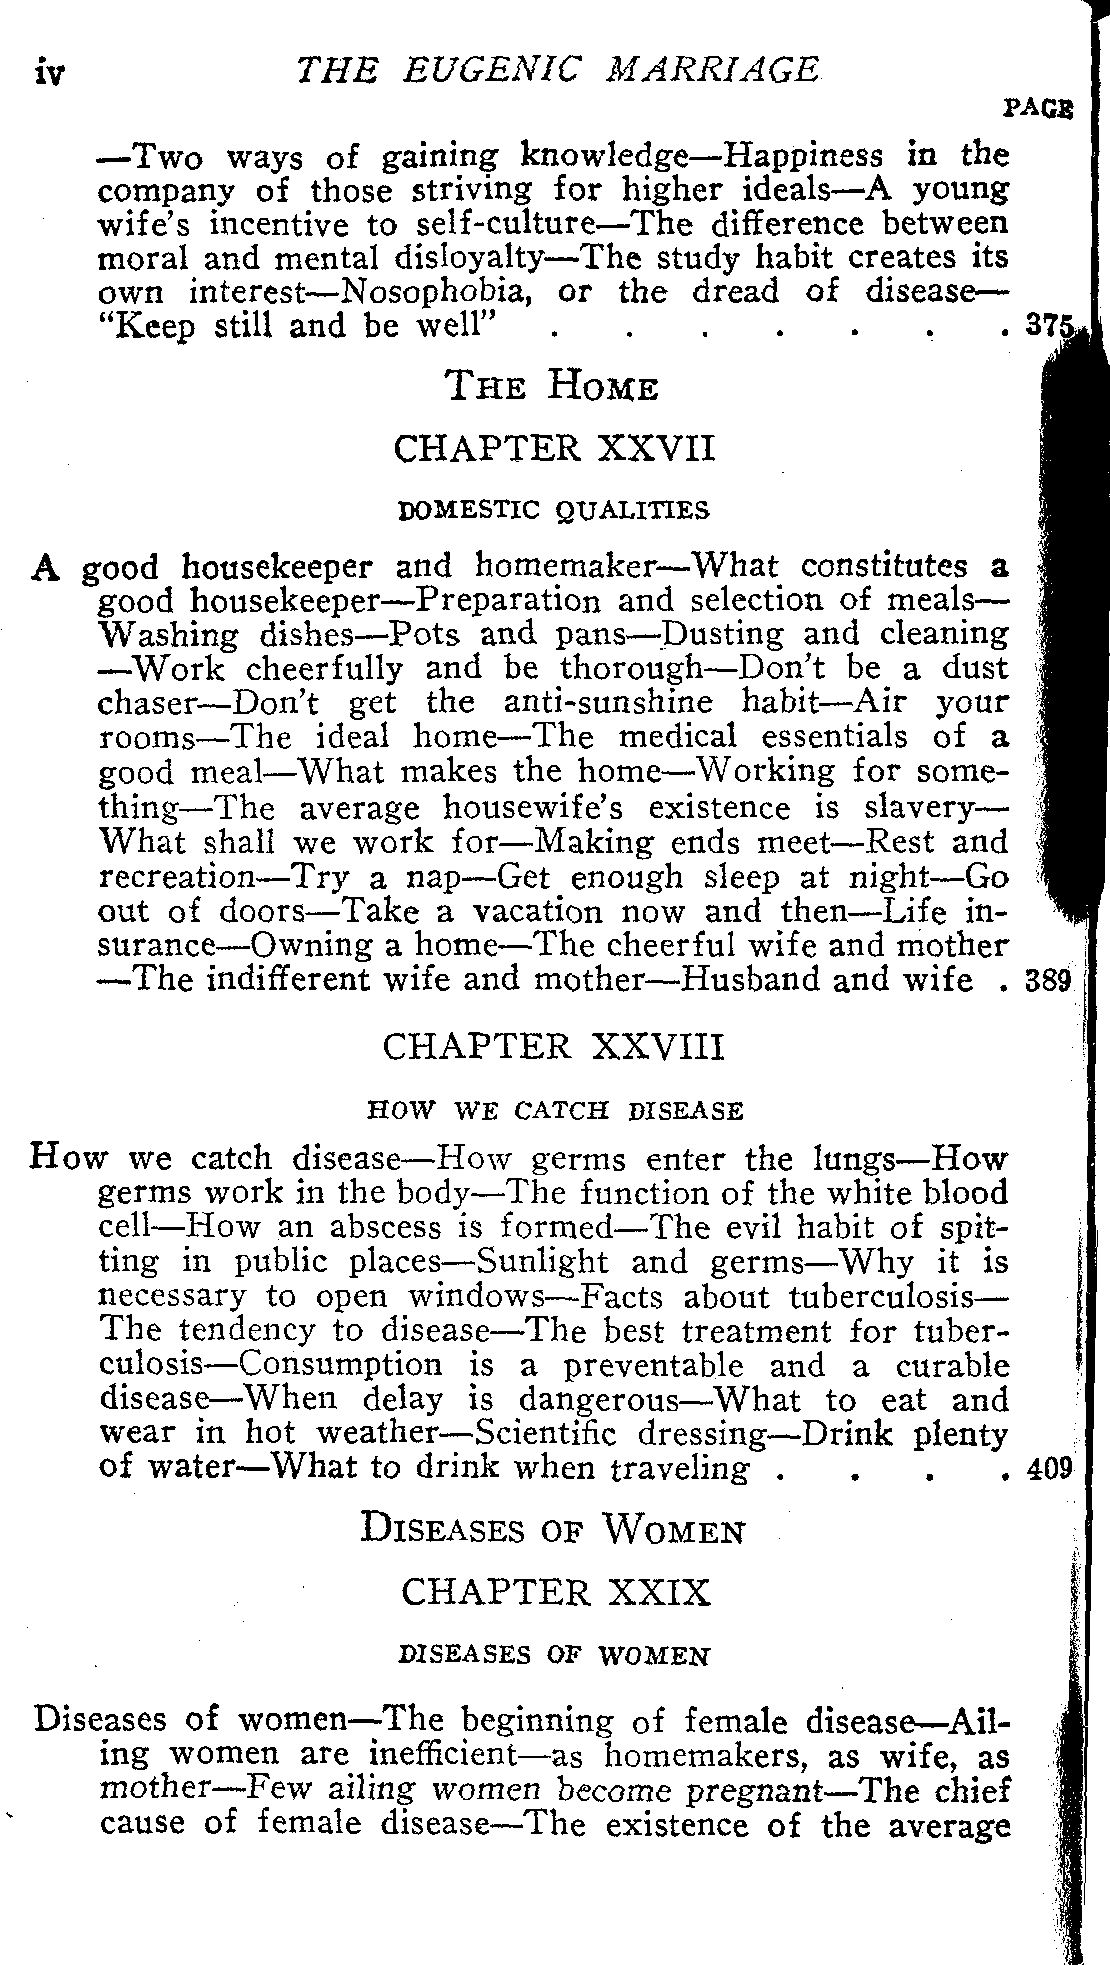 iv THE EUGENIC MARRIAGE
PAGE
—Two ways of gaining knowledge—Happiness in the
company of those striving for higher ideals—A young
wife's incentive to self-culture—The difference between
moral and mental disloyalty—The study habit creates its
own interest—Nosophobia, or the dread of disease—
"Keep still and be well" . . . . . . . 375
THE HOME
CHAPTER XXVII
DOMESTIC QUALITIES
A good housekeeper and homemaker—What constitutes a
good housekeeper—Preparation and selection of meals—
Washing dishes—Pots and pans—Dusting and cleaning
—Work cheerfully and be thorough—Don't be a dust
chaser—Don't get the anti-sunshine habit—Air your
rooms—The ideal home—The medical essentials of a
good meal—What makes the home—Working for some-
thing—The average housewife's existence is slavery—
What shall we work for—Making ends meet—Rest and
recreation—Try a nap—Get enough sleep at night—Go
out of doors—Take a vacation now and then—Life in-
surance—Owning a home—The cheerful wife and mother
—The indifferent wife and mother—Husband and wife . 389
CHAPTER XXVIII
HOW WE CATCH DISEASE
How we catch disease—How germs enter the lungs—How
germs work in the body—The function of the white blood
cell—How an abscess is formed—The evil habit of spit-
ting in public places—Sunlight and germs—Why it is
necessary to open windows—Facts about tuberculosis—
The tendency to disease—The best treatment for tuber-
culosis—Consumption is a preventable and a curable
disease—When delay is dangerous—What to eat and
wear in hot weather—Scientific dressing—Drink plenty
of water—What to drink when traveling . . . . 409
DISEASES OF WOMEN
CHAPTER XXIX
DISEASES OF WOMEN
Diseases of women—The beginning of female disease—Ail-
ing women are inefficient—as homemakers, as wife, as
mother—Few ailing women become pregnant—The chief
cause of female disease—The existence of the average